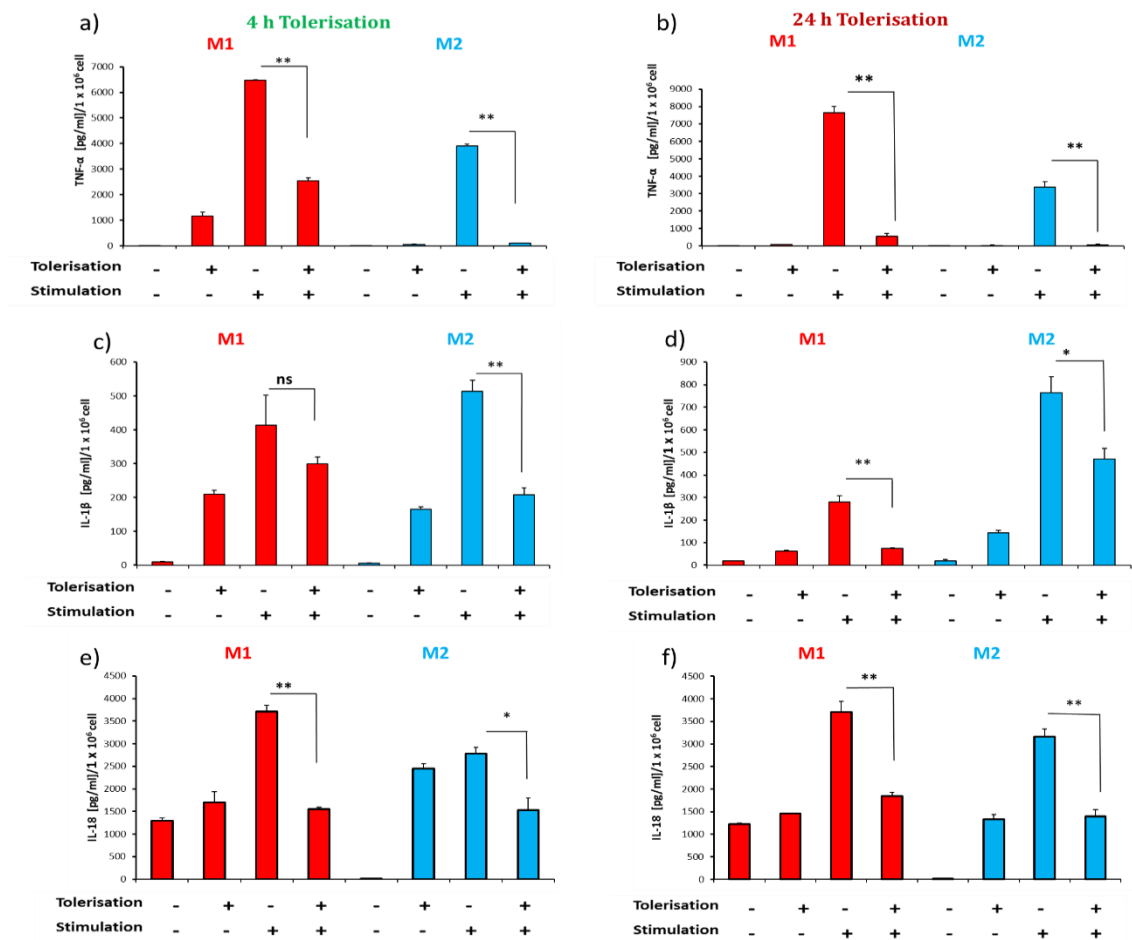 a)
4 h Tolerisation
M1
M2
TNF-α [pg/ml]/1 x 10⁶ cell
7000
6000
5000
4000
3000
2000
1000
0
**
**
Tolerisation - + - + - + - +
Stimulation - - + + - - + +
b)
24 h Tolerisation
M1
M2
TNF-α [pg/ml]/1 x 10⁶ cell
9000
8000
7000
6000
5000
4000
3000
2000
1000
0
**
**
Tolerisation - + - + - + - +
Stimulation - - + + - - + +
c)
M1
M2
IL-1β [pg/ml]/1 x 10⁶ cell
600
500
400
300
200
100
0
ns
**
Tolerisation - + - + - + - +
Stimulation - - + + - - + +
d)
M1
M2
IL-1β [pg/ml]/1 x 10⁶ cell
900
800
700
600
500
400
300
200
100
0
**
*
Tolerisation - + - + - + - +
Stimulation - - + + - - + +
e)
M1
M2
IL-18 [pg/ml]/1 x 10⁶ cell
4500
4000
3500
3000
2500
2000
1500
1000
500
0
**
*
Tolerisation - + - + - + - +
Stimulation - - + + - - + +
f)
M1
M2
IL-18 [pg/ml]/1 x 10⁶ cell
4500
4000
3500
3000
2500
2000
1500
1000
500
0
**
**
Tolerisation - + - + - + - +
Stimulation - - + + - - + +